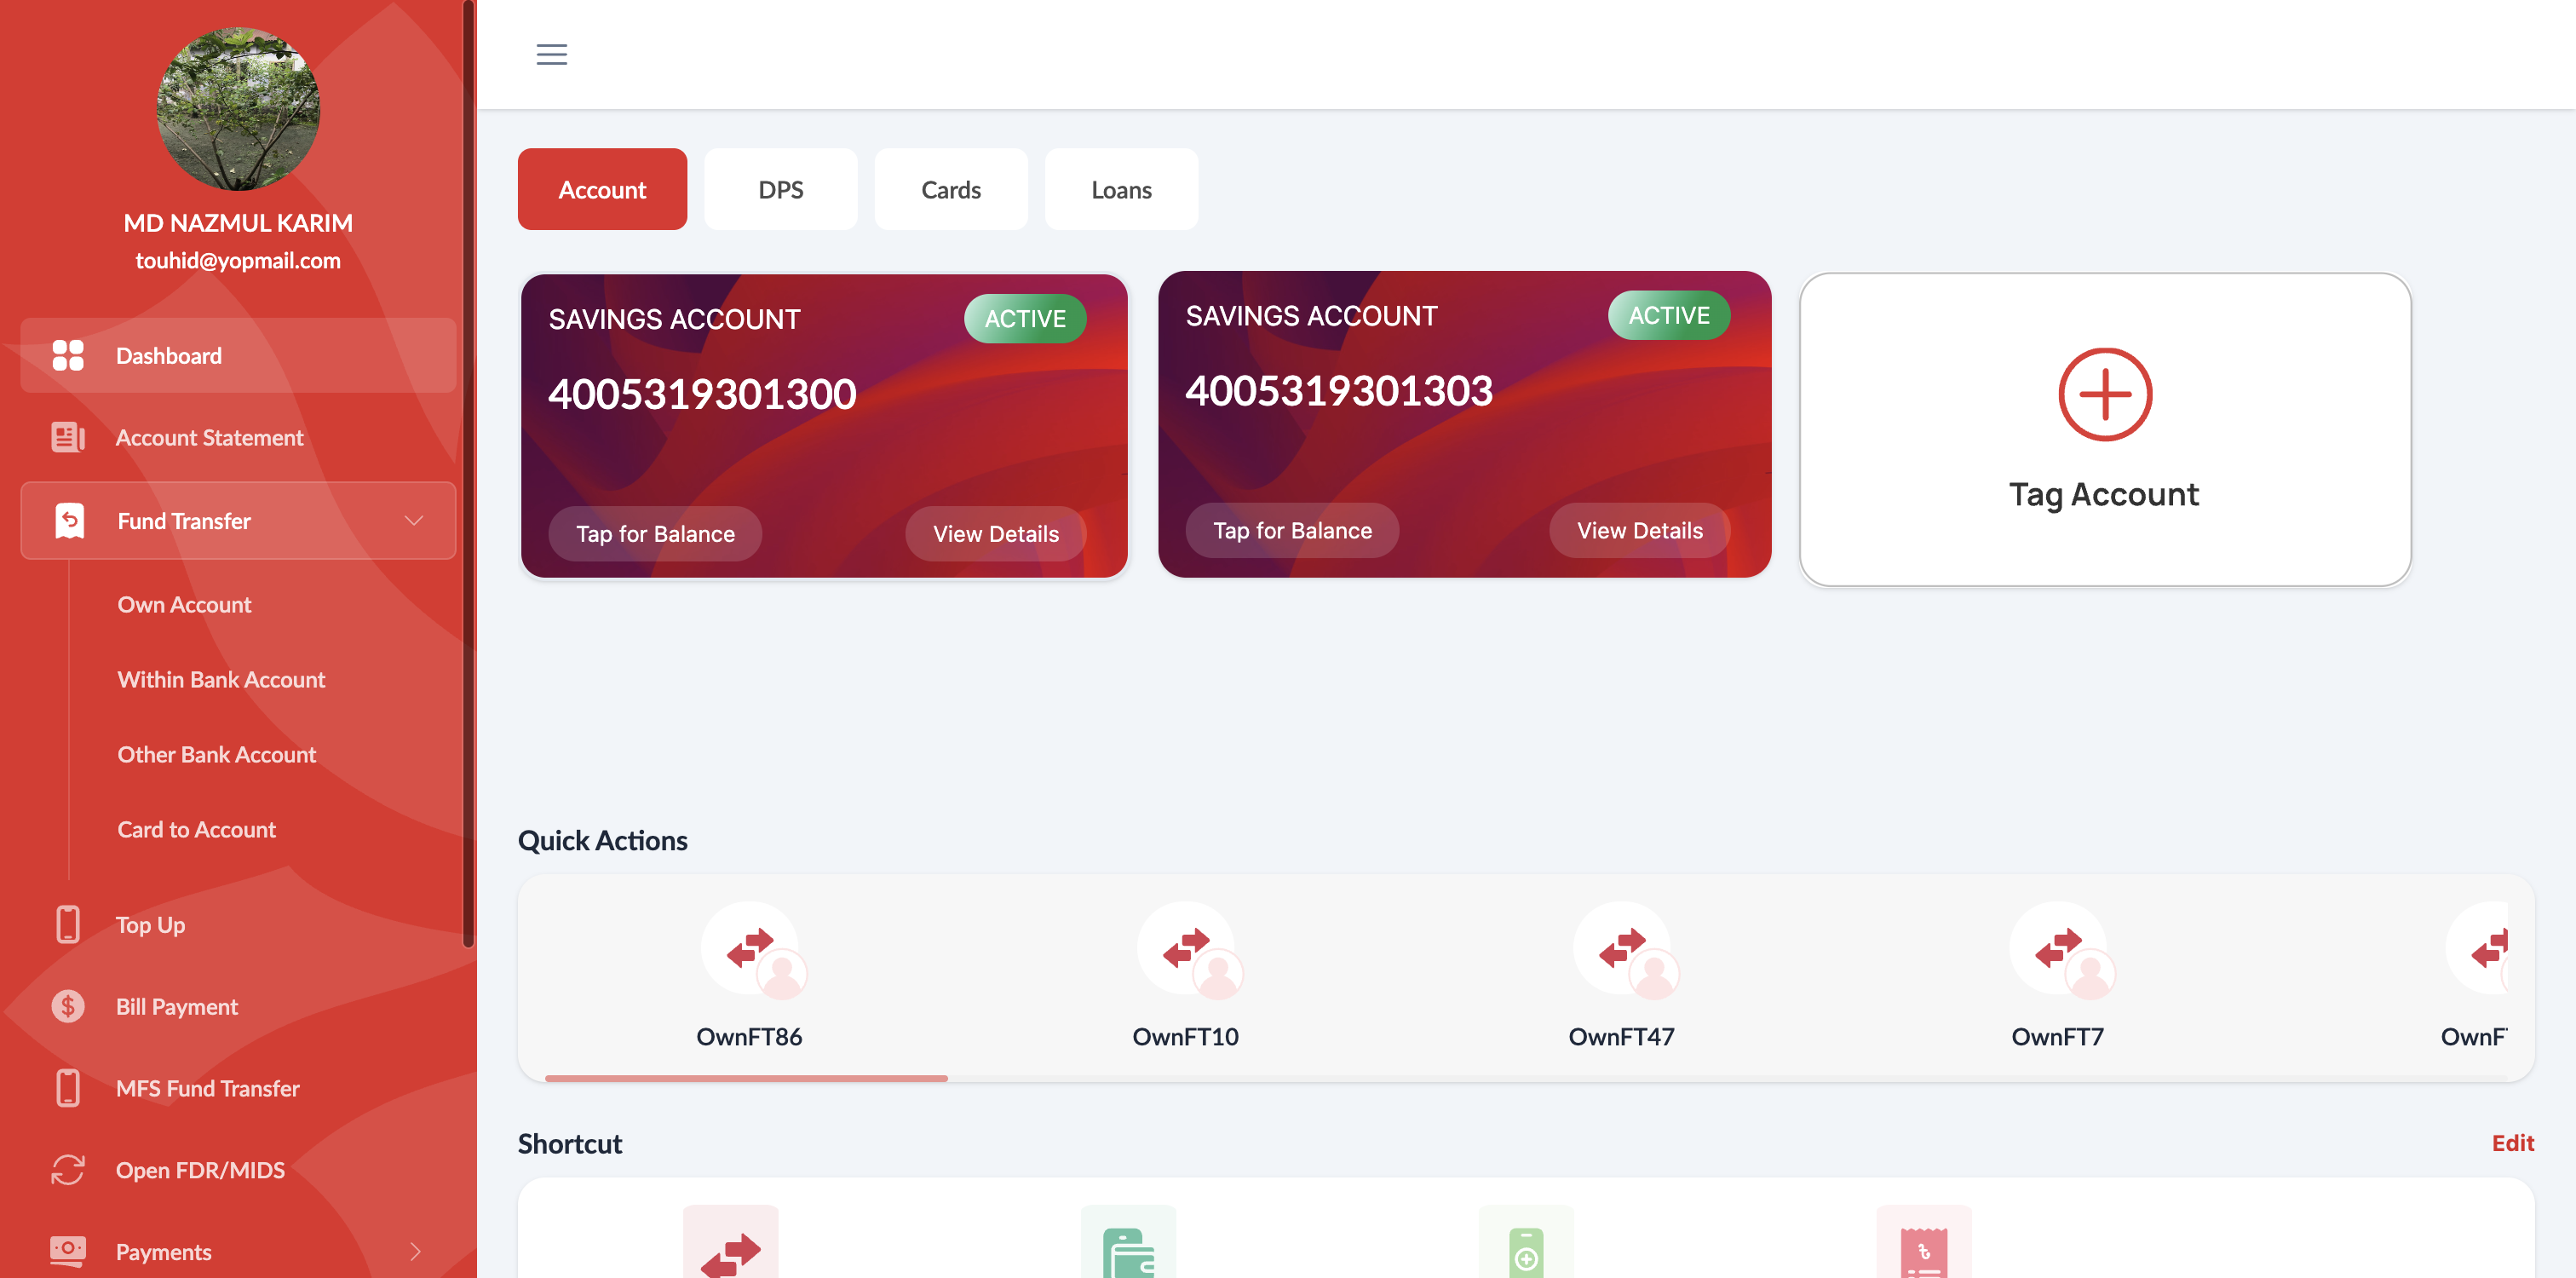 MD NAZMUL KARIM
touhid@yopmail.com
Dashboard
Account Statement
Fund Transfer
Own Account
Within Bank Account
Other Bank Account
Card to Account
Top Up
Bill Payment
MFS Fund Transfer
Open FDR/MIDS
Payments
Account DPS Cards Loans
SAVINGS ACCOUNT ACTIVE
4005319301300
Tap for Balance View Details
SAVINGS ACCOUNT ACTIVE
4005319301303
Tap for Balance View Details
Tag Account
Quick Actions
OwnFT86 OwnFT10 OwnFT47 OwnFT7
Shortcut Edit
৳